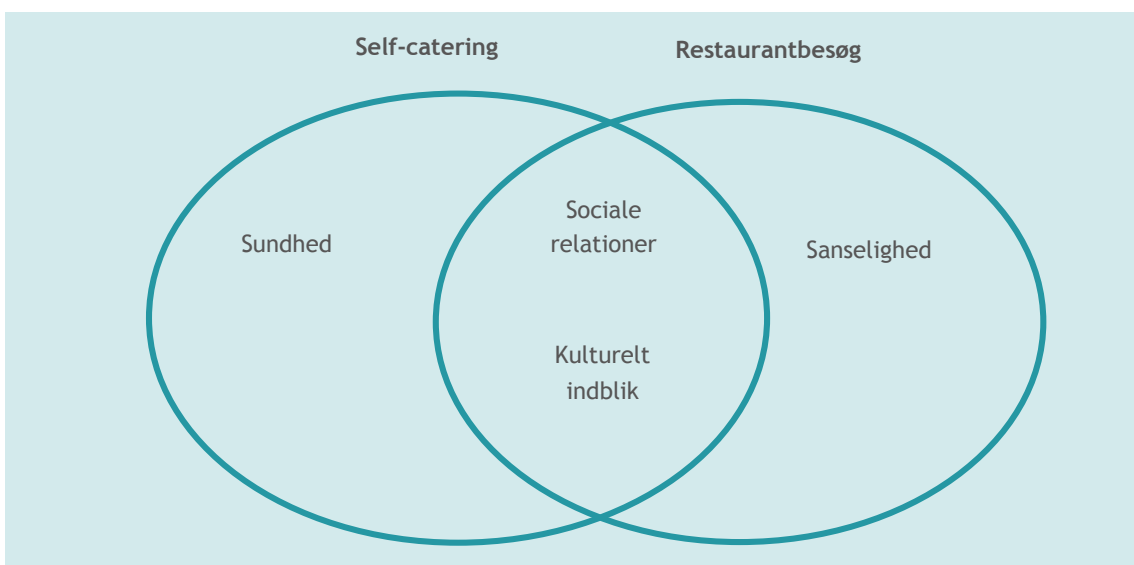 Self-catering
Restaurantbesøg
Sundhed
Sociale
relationer
Sanselighed
Kulturelt
indblik